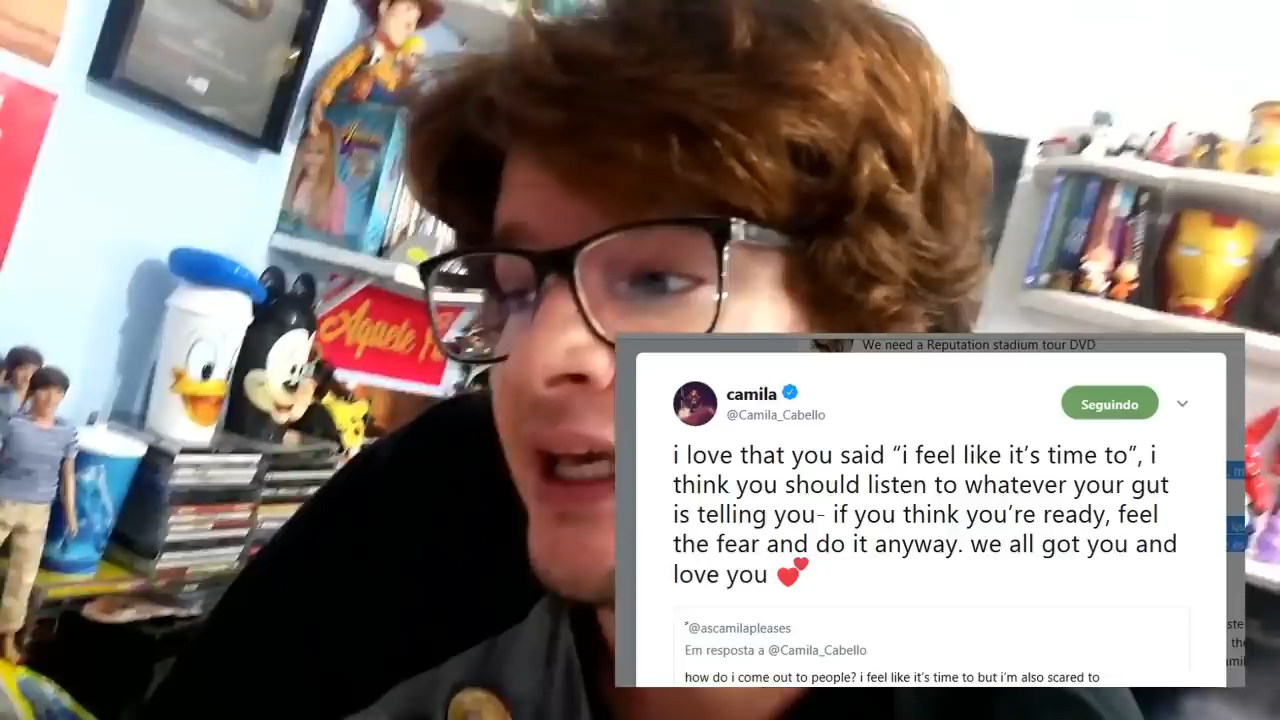 Aquele
We need a Reputation stadium tour DVD
camila
@Camila_Cabello
Seguindo
i love that you said “i feel like it’s time to”, i
think you should listen to whatever your gut
is telling you- if you think you’re ready, feel
the fear and do it anyway. we all got you and
love you 💕
@ascamilapleases
Em resposta a @Camila_Cabello
how do i come out to people? i feel like it’s time to but i’m also scared to